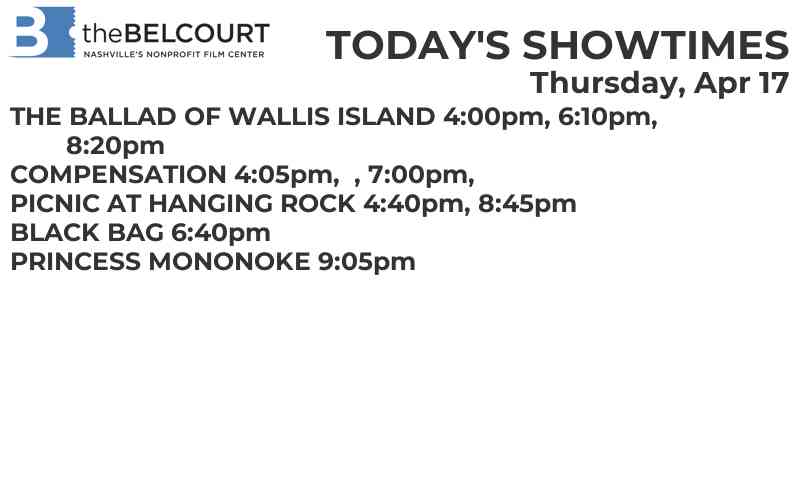 B theBELCOURT
NASHVILLE'S NONPROFIT FILM CENTER
TODAY'S SHOWTIMES
Thursday, Apr 17
THE BALLAD OF WALLIS ISLAND 4:00pm, 6:10pm,
8:20pm
COMPENSATION 4:05pm,  , 7:00pm,
PICNIC AT HANGING ROCK 4:40pm, 8:45pm
BLACK BAG 6:40pm
PRINCESS MONONOKE 9:05pm